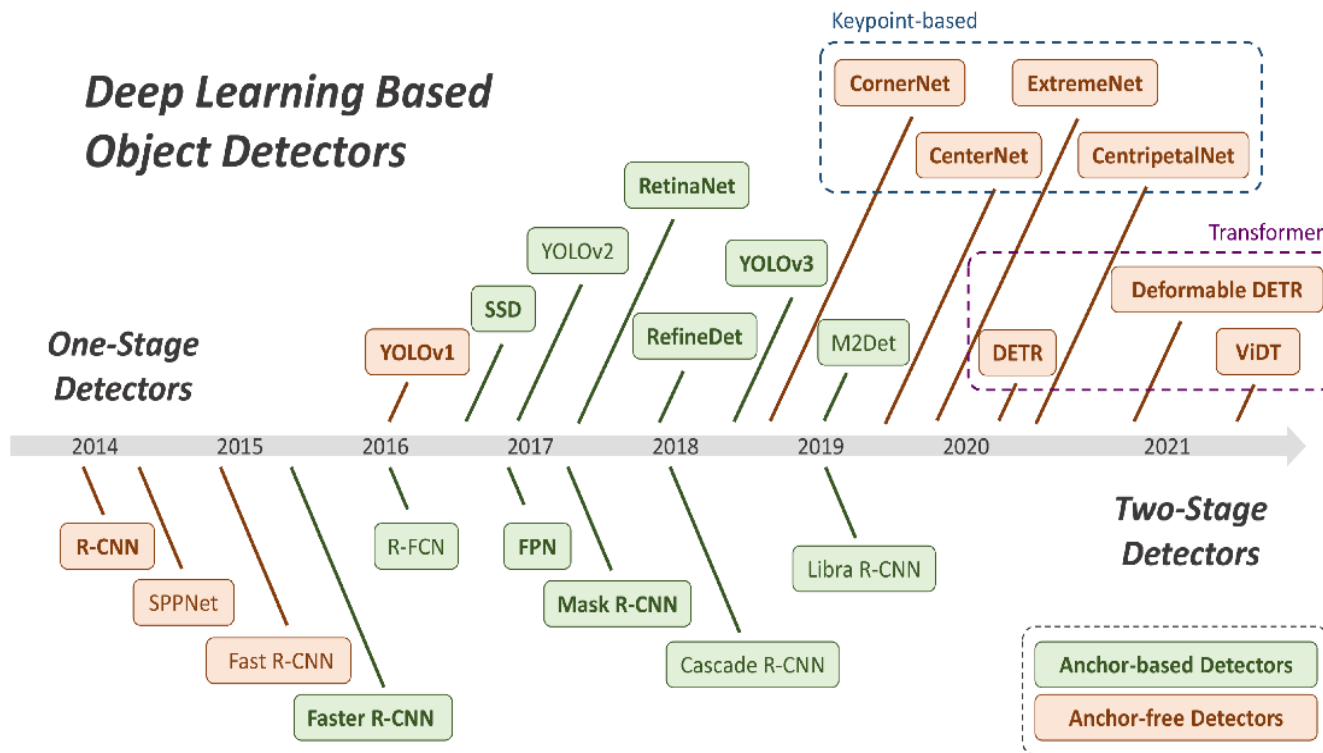 Keypoint-based
Deep Learning Based
Object Detectors
CornerNet
ExtremeNet
CenterNet
CentripetalNet
RetinaNet
Transformer
YOLOv2
YOLOv3
Deformable DETR
SSD
RefineDet
M2Det
One-Stage
Detectors
YOLOv1
DETR
ViDT
2014 2015 2016 2017 2018 2019 2020 2021
R-CNN
R-FCN
FPN
Two-Stage
Detectors
Libra R-CNN
SPPNet
Mask R-CNN
Fast R-CNN
Cascade R-CNN
Anchor-based Detectors
Faster R-CNN
Anchor-free Detectors